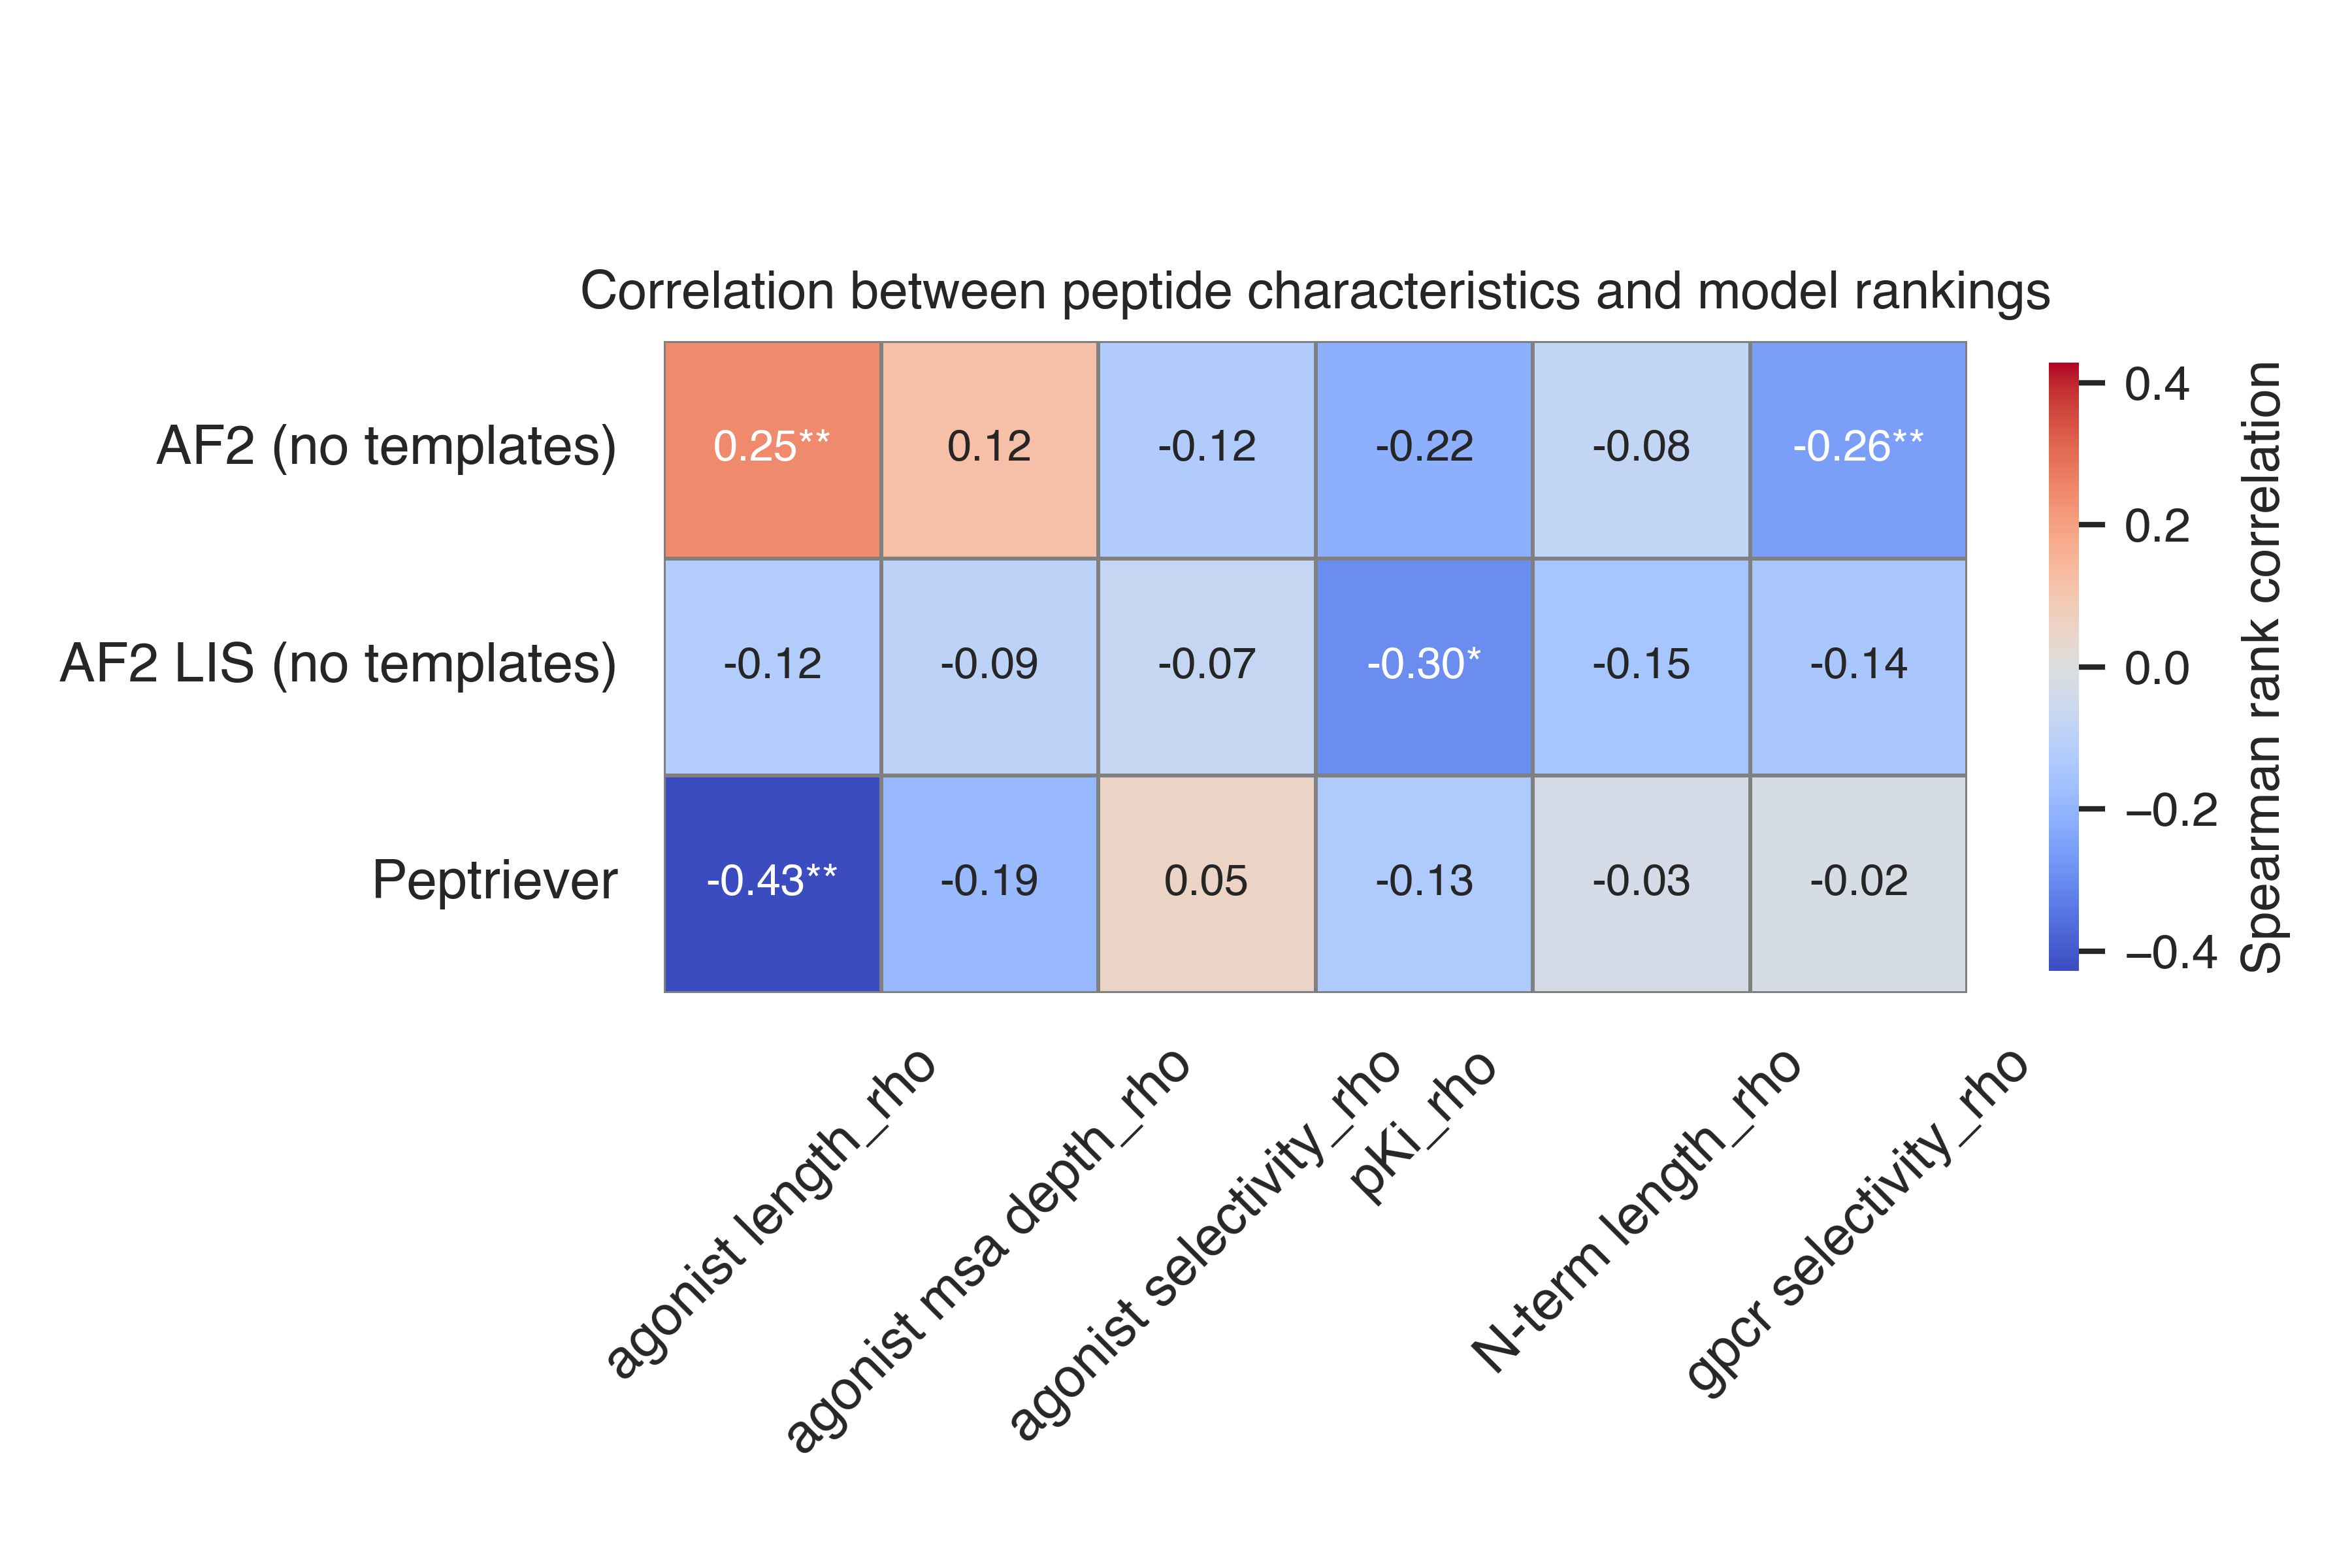 Correlation between peptide characteristics and model rankings
AF2 (no templates)
0.25**
0.12
-0.12
-0.22
-0.08
-0.26**
AF2 LIS (no templates)
-0.12
-0.09
-0.07
-0.30*
-0.15
-0.14
Peptriever
-0.43**
-0.19
0.05
-0.13
-0.03
-0.02
agonist length_rho
agonist msa depth_rho
agonist selectivity_rho
pKi_rho
N-term length_rho
gpcr selectivity_rho
0.4
0.2
0.0
−0.2
−0.4
Spearman rank correlation